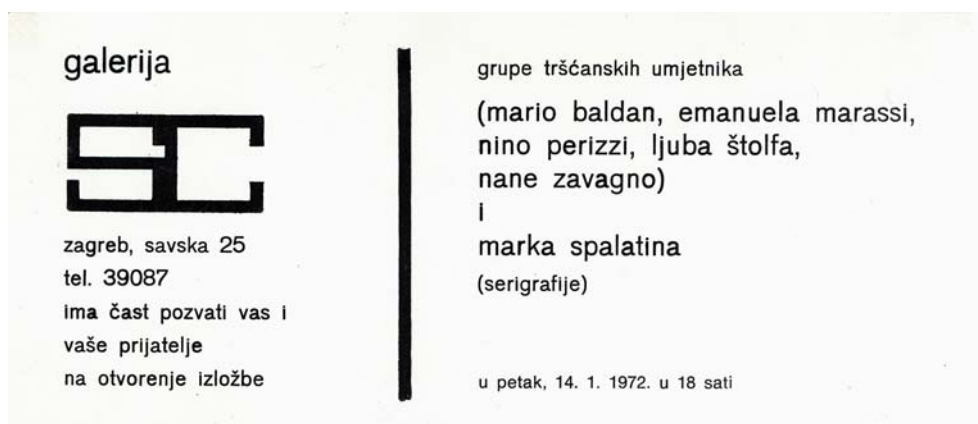 galerija
SC
zagreb, savska 25
tel. 39087
ima čast pozvati vas i
vaše prijatelje
na otvorenje izložbe
grupe tršćanskih umjetnika
(mario baldan, emanuela marassi,
nino perizzi, ljuba štolfa,
nane zavagno)
i
marka spalatina
(serigrafije)
u petak, 14. 1. 1972. u 18 sati